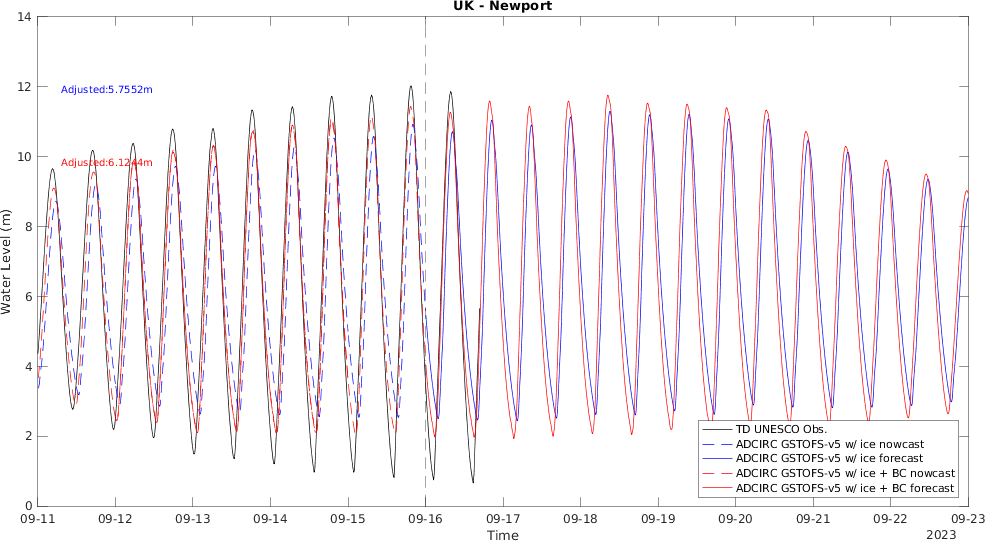 UK - Newport
14
12
10
8
6
4
2
0
Water Level (m)
Adjusted:5.7552m
Adjusted:6.1244m
TD UNESCO Obs.
ADCIRC GSTOFS-v5 w/ ice nowcast
ADCIRC GSTOFS-v5 w/ ice forecast
ADCIRC GSTOFS-v5 w/ ice + BC nowcast
ADCIRC GSTOFS-v5 w/ ice + BC forecast
09-11 09-12 09-13 09-14 09-15 09-16 09-17 09-18 09-19 09-20 09-21 09-22 09-23
Time
2023